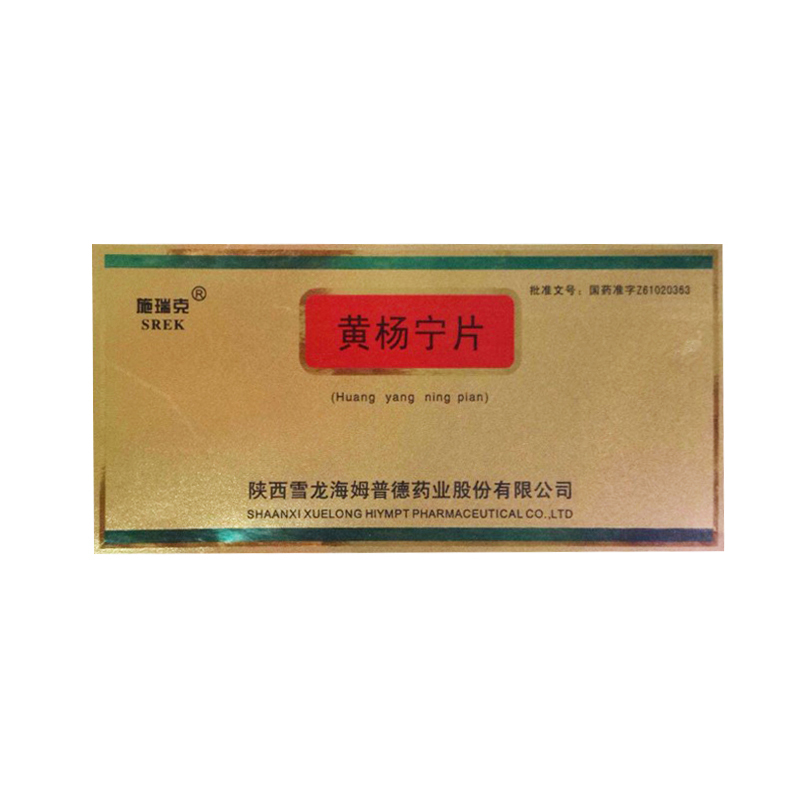 施瑞克®
SREK
批准文号：国药准字Z61020363
黄杨宁片
(Huang yang ning pian)
陕西雪龙海姆普德药业股份有限公司
SHAANXI XUELONG HIYMPT PHARMACEUTICAL CO.,LTD